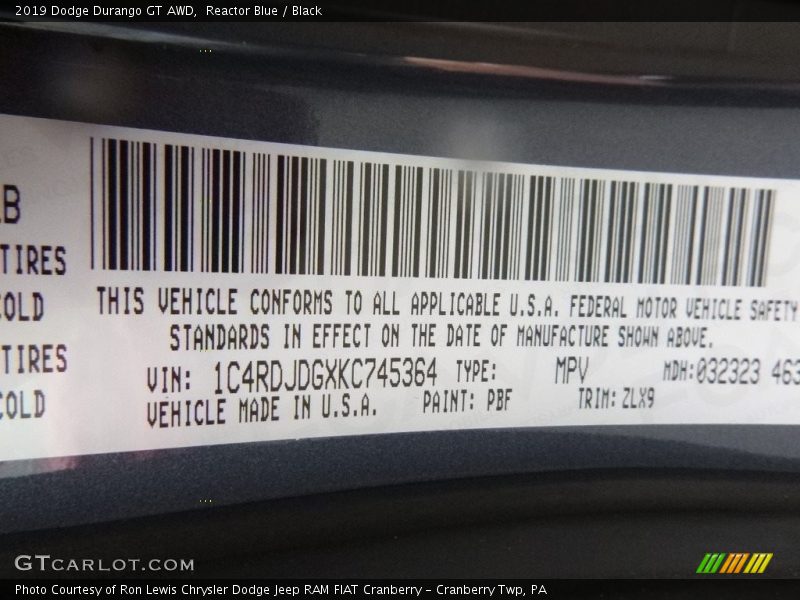 2019 Dodge Durango GT AWD, Reactor Blue / Black
TIRES
COLD
TIRES
COLD
THIS VEHICLE CONFORMS TO ALL APPLICABLE U.S.A. FEDERAL MOTOR VEHICLE SAFETY
STANDARDS IN EFFECT ON THE DATE OF MANUFACTURE SHOWN ABOVE.
VIN: 1C4RDJDGXKC745364 TYPE: MPV MDH:032323 463
VEHICLE MADE IN U.S.A. PAINT: PBF TRIM: ZLX9
GTCARLOT.COM
Photo Courtesy of Ron Lewis Chrysler Dodge Jeep RAM FIAT Cranberry – Cranberry Twp, PA